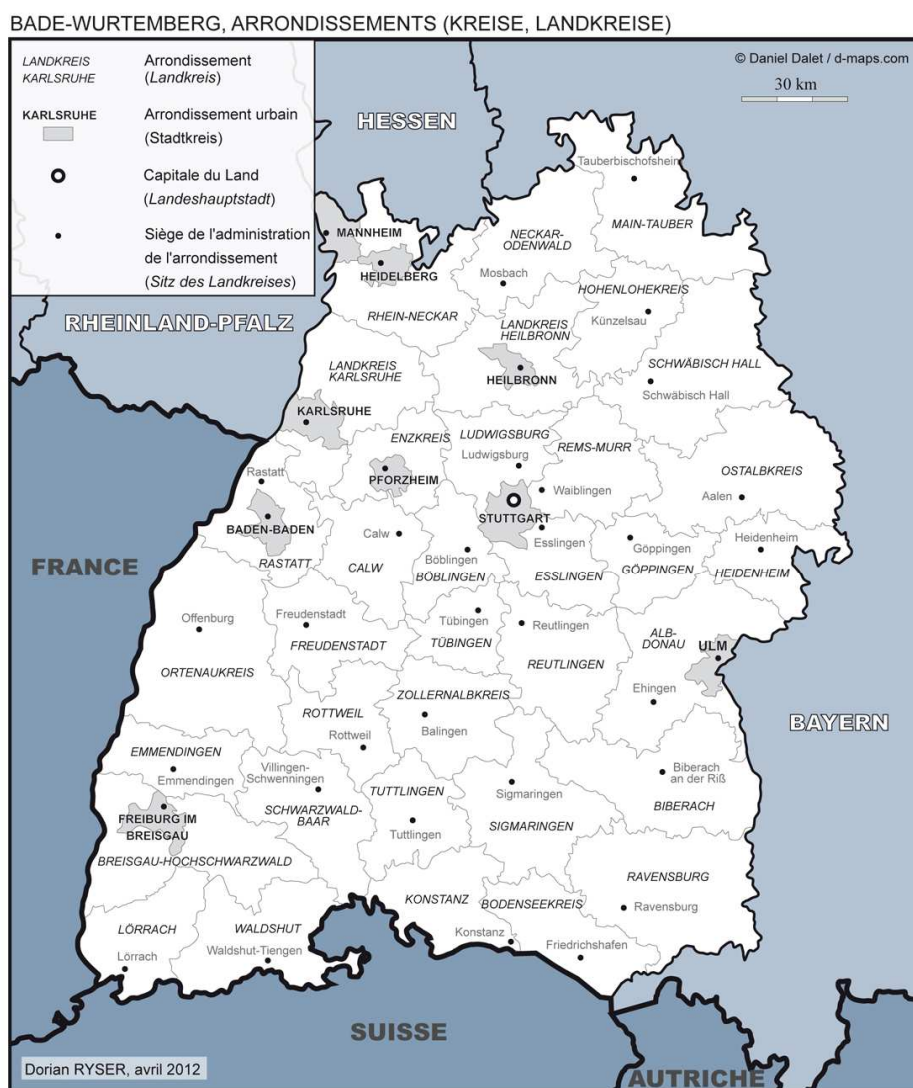 BADE-WURTEMBERG, ARRONDISSEMENTS (KREISE, LANDKREISE)
LANDKREIS
KARLSRUHE
Arrondissement
(Landkreis)
KARLSRUHE
Arrondissement urbain
(Stadtkreis)
Capitale du Land
(Landeshauptstadt)
Siège de l'administration
de l'arrondissement
(Sitz des Landkreises)
© Daniel Dalet / d-maps.com
30 km
HESSEN
Tauberbischofsheim
MAIN-TAUBER
MANNHEIM
NECKAR-
ODENWALD
HEIDELBERG
Mosbach
HOHENLOHEKREIS
RHEIN-NECKAR
LANDKREIS
HEILBRONN
Künzelsau
RHEINLAND-PFALZ
LANDKREIS
KARLSRUHE
HEILBRONN
SCHWÄBISCH HALL
Schwäbisch Hall
KARLSRUHE
ENZKREIS
LUDWIGSBURG
Ludwigsburg
REMS-MURR
Rastatt
PFORZHEIM
Waiblingen
OSTALBKREIS
Aalen
BADEN-BADEN
STUTTGART
Calw
Esslingen
Göppingen
Heidenheim
FRANCE
RASTATT
CALW
Böblingen
BÖBLINGEN
ESSLINGEN
GÖPPINGEN
HEIDENHEIM
Offenburg
Freudenstadt
Tübingen
Reutlingen
ALB-
DONAU
ULM
ORTENAUKREIS
FREUDENSTADT
TÜBINGEN
REUTLINGEN
Ehingen
ZOLLERNALBKREIS
ROTTWEIL
Rottweil
Balingen
BAYERN
EMMENDINGEN
Emmendingen
Villingen-
Schwenningen
TUTTLINGEN
Sigmaringen
Biberach
an der Riß
BIBERACH
FREIBURG IM
BREISGAU
SCHWARZWALD-
BAAR
Tuttlingen
SIGMARINGEN
BREISGAU-HOCHSCHWARZWALD
RAVENSBURG
KONSTANZ
BODENSEEKREIS
Ravensburg
LÖRRACH
WALDSHUT
Lörrach
Waldshut-Tiengen
Konstanz
Friedrichshafen
SUISSE
AUTRICHE
Dorian RYSER, avril 2012